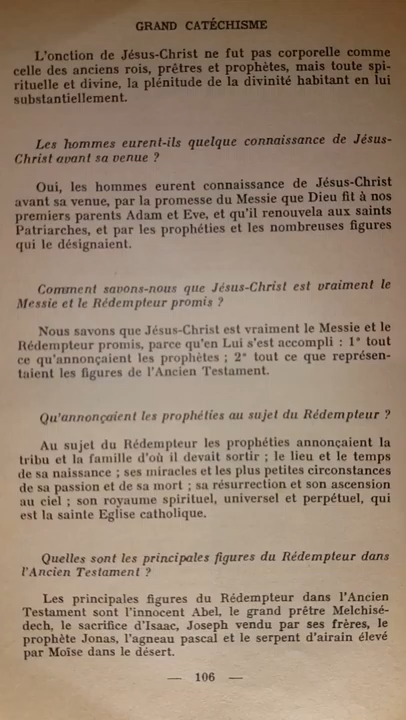 GRAND CATÉCHISME
L'onction de Jésus-Christ ne fut pas corporelle comme
celle des anciens rois, prêtres et prophètes, mais toute spi-
rituelle et divine, la plénitude de la divinité habitant en lui
substantiellement.
Les hommes eurent-ils quelque connaissance de Jésus-
Christ avant sa venue ?
Oui, les hommes eurent connaissance de Jésus-Christ
avant sa venue, par la promesse du Messie que Dieu fit à nos
premiers parents Adam et Eve, et qu'il renouvela aux saints
Patriarches, et par les prophéties et les nombreuses figures
qui le désignaient.
Comment savons-nous que Jésus-Christ est vraiment le
Messie et le Rédempteur promis ?
Nous savons que Jésus-Christ est vraiment le Messie et le
Rédempteur promis, parce qu'en Lui s'est accompli : 1° tout
ce qu'annonçaient les prophètes ; 2° tout ce que représen-
taient les figures de l'Ancien Testament.
Qu'annonçaient les prophéties au sujet du Rédempteur ?
Au sujet du Rédempteur les prophéties annonçaient la
tribu et la famille d'où il devait sortir ; le lieu et le temps
de sa naissance ; ses miracles et les plus petites circonstances
de sa passion et de sa mort ; sa résurrection et son ascension
au ciel ; son royaume spirituel, universel et perpétuel, qui
est la sainte Eglise catholique.
Quelles sont les principales figures du Rédempteur dans
l'Ancien Testament ?
Les principales figures du Rédempteur dans l'Ancien
Testament sont l'innocent Abel, le grand prêtre Melchisé-
dech, le sacrifice d'Isaac, Joseph vendu par ses frères, le
prophète Jonas, l'agneau pascal et le serpent d'airain élevé
par Moïse dans le désert.
— 106 —